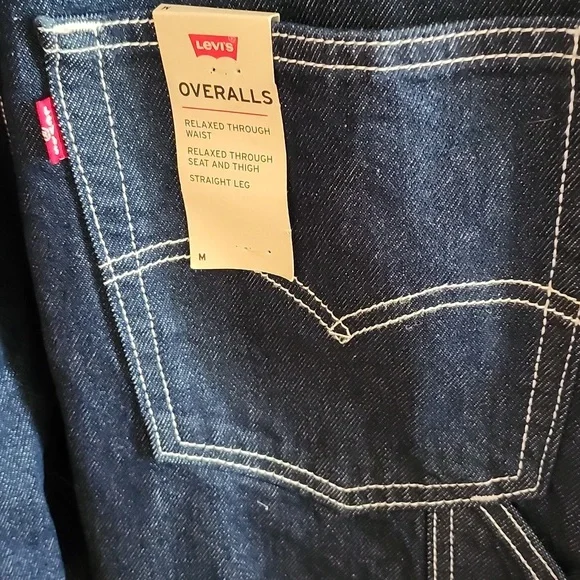 LEVI'S
OVERALLS
RELAXED THROUGH
WAIST
RELAXED THROUGH
SEAT AND THIGH
STRAIGHT LEG
M